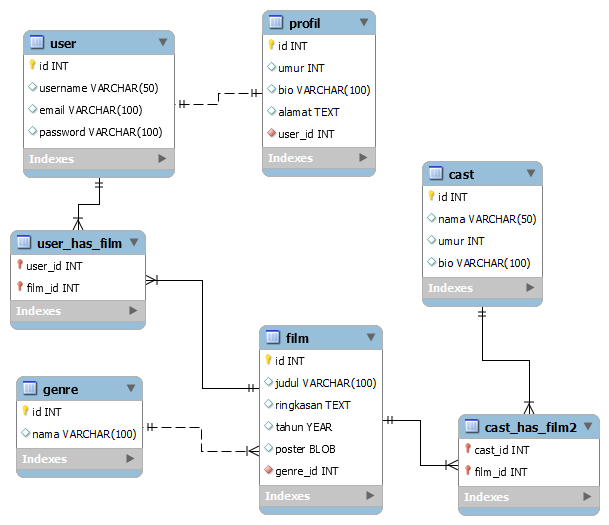 user
id INT
username VARCHAR(50)
email VARCHAR(100)
password VARCHAR(100)
Indexes
profil
id INT
umur INT
bio VARCHAR(100)
alamat TEXT
user_id INT
Indexes
cast
id INT
nama VARCHAR(50)
umur INT
bio VARCHAR(100)
Indexes
user_has_film
user_id INT
film_id INT
Indexes
film
id INT
judul VARCHAR(100)
ringkasan TEXT
tahun YEAR
poster BLOB
genre_id INT
Indexes
genre
id INT
nama VARCHAR(100)
Indexes
cast_has_film2
cast_id INT
film_id INT
Indexes